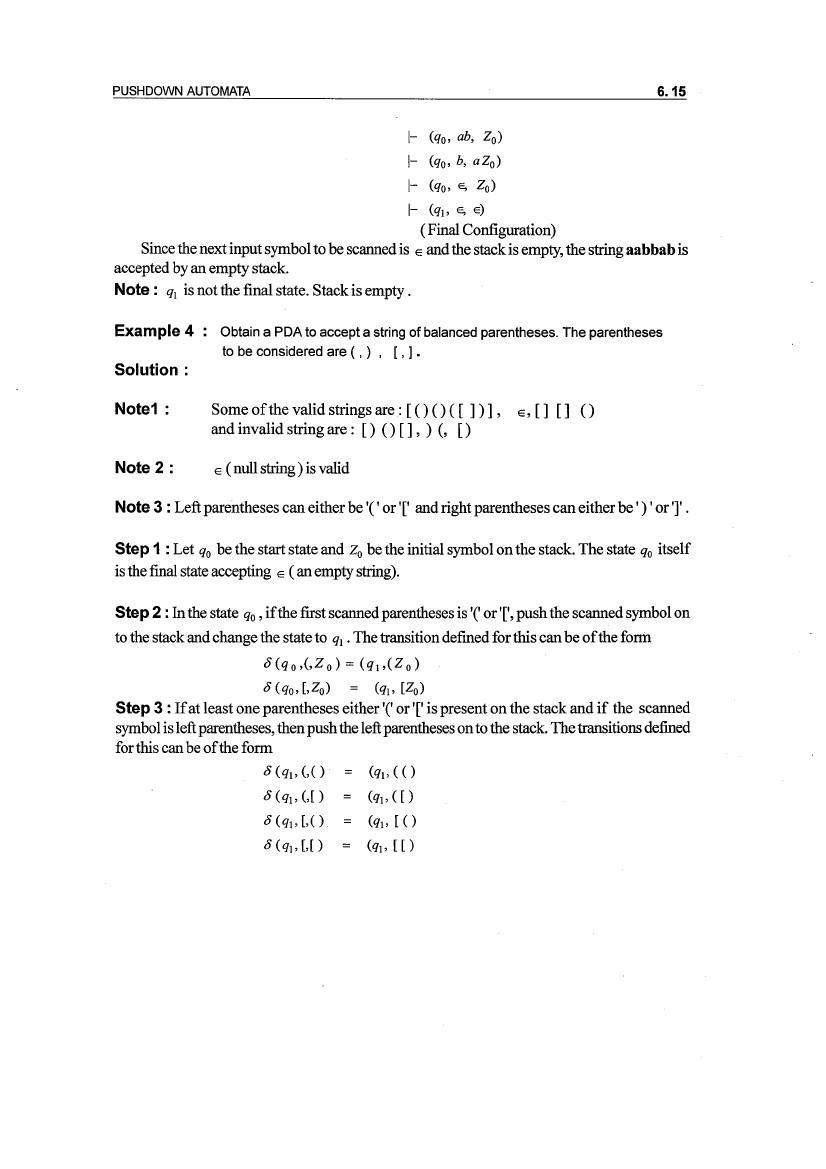 PUSHDOWN AUTOMATA 6.15
⊢ (q₀, ab, Z₀)
⊢ (q₀, b, aZ₀)
⊢ (q₀, ∈, Z₀)
⊢ (q₁, ∈, ∈)
( Final Configuration)
Since the next input symbol to be scanned is ∈ and the stack is empty, the string aabbab is
accepted by an empty stack.
Note : q₁ is not the final state. Stack is empty .
Example 4 : Obtain a PDA to accept a string of balanced parentheses. The parentheses
to be considered are ( , ) , [ , ] .
Solution :
Note1 : Some of the valid strings are : [ ( ) ( ) ( [ ] ) ] , ∈, [ ] [ ] ( )
and invalid string are : [ ) ( ) [ ] , ) (, [ )
Note 2 : ∈ ( null string ) is valid
Note 3 : Left parentheses can either be '( ' or '[' and right parentheses can either be ' ) ' or ']' .
Step 1 : Let q₀ be the start state and Z₀ be the initial symbol on the stack. The state q₀ itself
is the final state accepting ∈ ( an empty string).
Step 2 : In the state q₀ , if the first scanned parentheses is '(' or '[', push the scanned symbol on
to the stack and change the state to q₁ . The transition defined for this can be of the form
δ (q₀ ,(,Z₀ ) = (q₁ ,(Z₀ )
δ (q₀, [,Z₀) = (q₁, [Z₀)
Step 3 : If at least one parentheses either '(' or '[' is present on the stack and if the scanned
symbol is left parentheses, then push the left parentheses on to the stack. The transitions defined
for this can be of the form
δ (q₁, (,( ) = (q₁, ( ( )
δ (q₁, (,[ ) = (q₁, ( [ )
δ (q₁, [,( ) = (q₁, [ ( )
δ (q₁, [,[ ) = (q₁, [ [ )